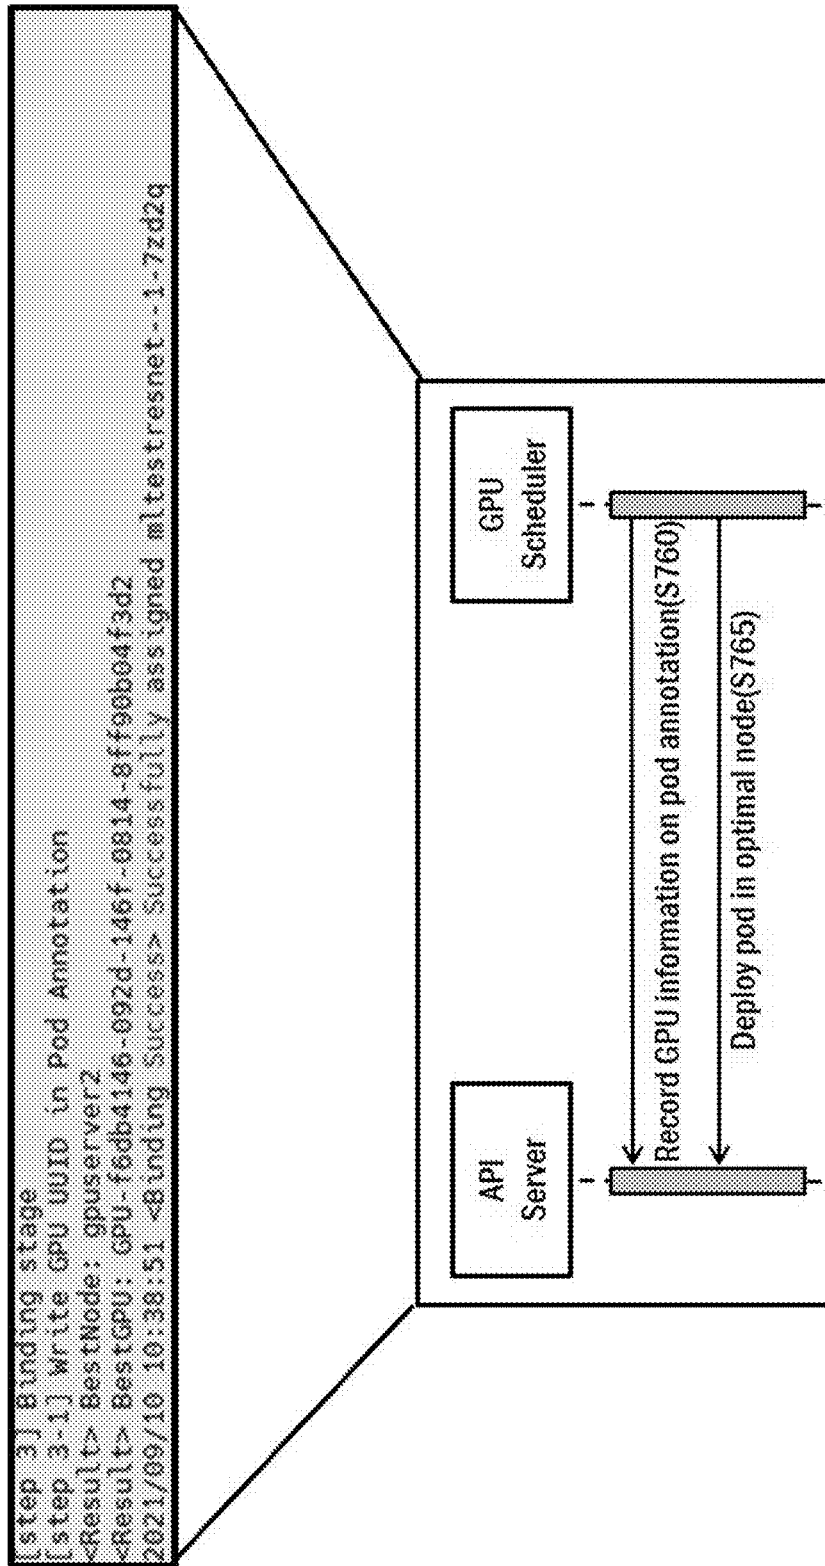 [step 3] Binding stage
[step 3-1] Write GPU UUID in Pod Annotation
<Result> BestNode: gpuserver2
<Result> BestGPU: GPU-f6db4146-092d-146f-0814-8ff90b04f3d2
2021/09/10 10:38:51 <Binding Success> Successfully assigned mltestresnet--1-7zd2q
API
Server
GPU
Scheduler
Record GPU information on pod annotation(S760)
Deploy pod in optimal node(S765)